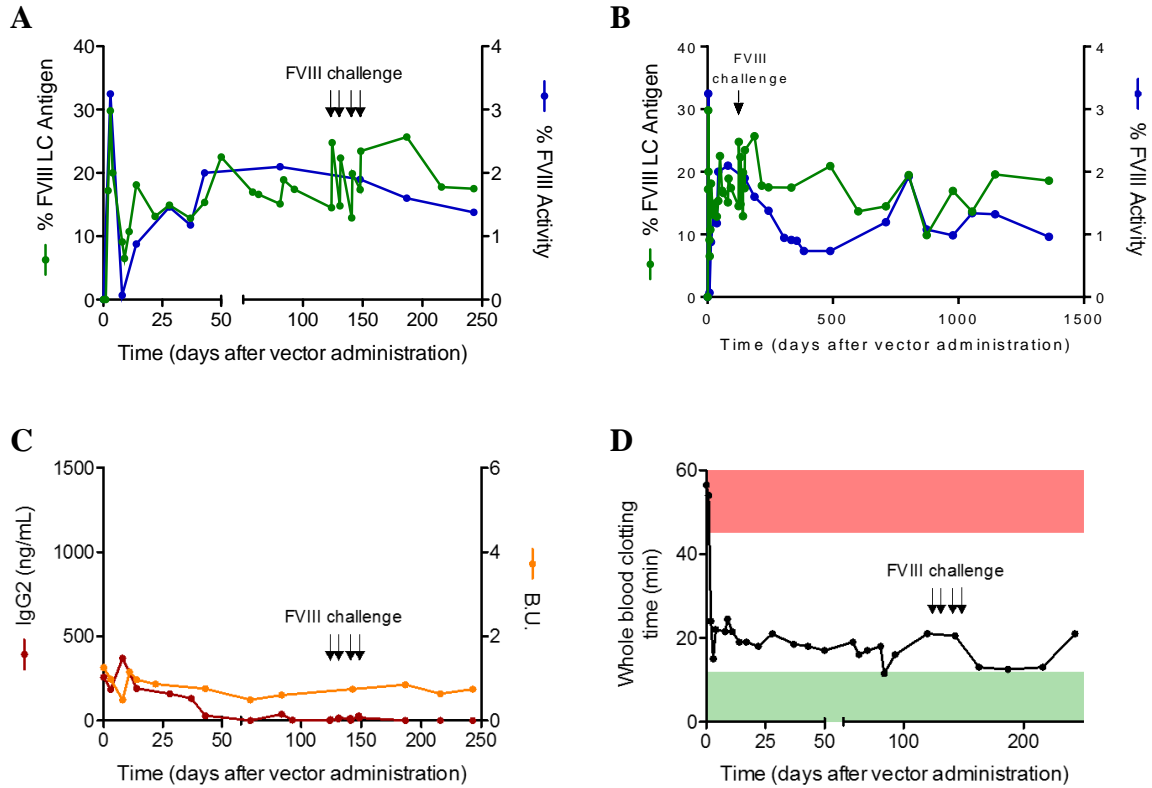 A
% FVIII LC Antigen
40
30
20
10
0
FVIII challenge
4
3
2
1
0
% FVIII Activity
0
25
50
100
150
200
250
Time (days after vector administration)
B
% FVIII LC Antigen
40
30
20
10
0
FVIII
challenge
4
3
2
1
0
% FVIII Activity
0
500
1000
1500
Time (days after vector administration)
C
IgG2 (ng/mL)
1500
1000
500
0
FVIII challenge
6
4
2
0
B.U.
0
25
50
100
150
200
250
Time (days after vector administration)
D
Whole blood clotting
time (min)
60
40
20
0
FVIII challenge
0
25
50
100
200
Time (days after vector administration)